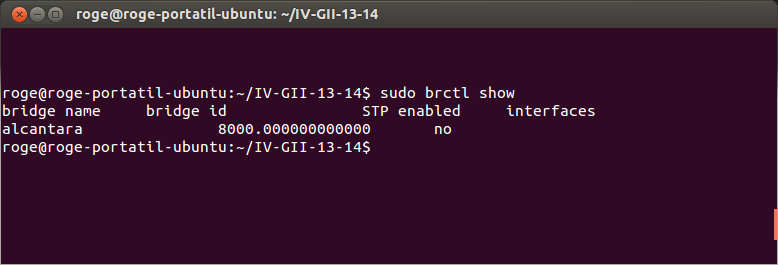 roge@roge-portatil-ubuntu: ~/IV-GII-13-14
roge@roge-portatil-ubuntu:~/IV-GII-13-14$ sudo brctl show
bridge name     bridge id               STP enabled     interfaces
alcantara               8000.000000000000       no
roge@roge-portatil-ubuntu:~/IV-GII-13-14$